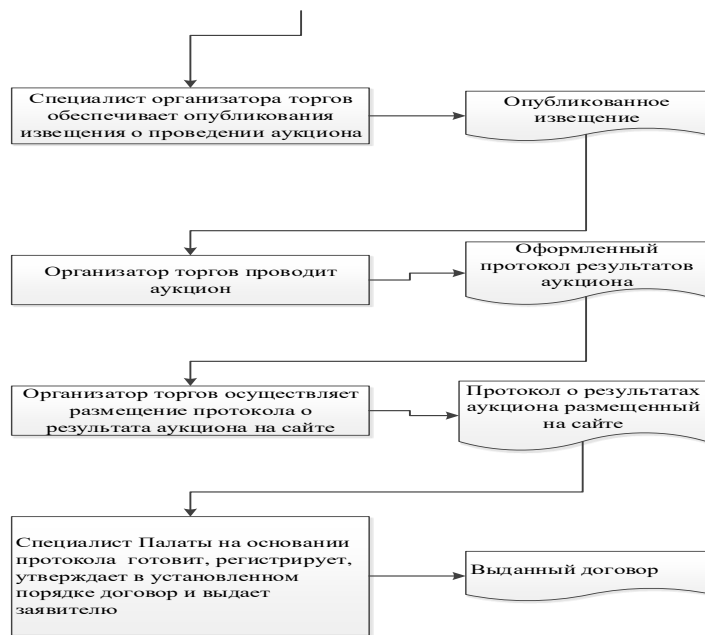 Специалист организатора торгов
обеспечивает опубликования
извещения о проведении аукциона
Опубликованное
извещение
Организатор торгов проводит
аукцион
Оформленный
протокол результатов
аукциона
Организатор торгов осуществляет
размещение протокола о
результата аукциона на сайте
Протокол о результатах
аукциона размещенный
на сайте
Специалист Палаты на основании
протокола готовит, регистрирует,
утверждает в установленном
порядке договор и выдает
заявителю
Выданный договор